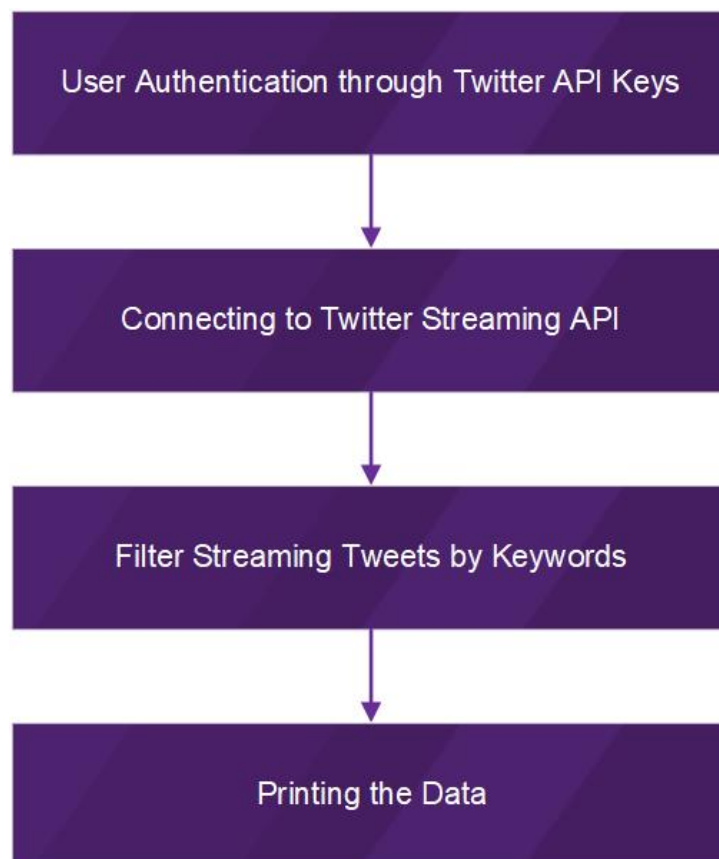 User Authentication through Twitter API Keys
Connecting to Twitter Streaming API
Filter Streaming Tweets by Keywords
Printing the Data